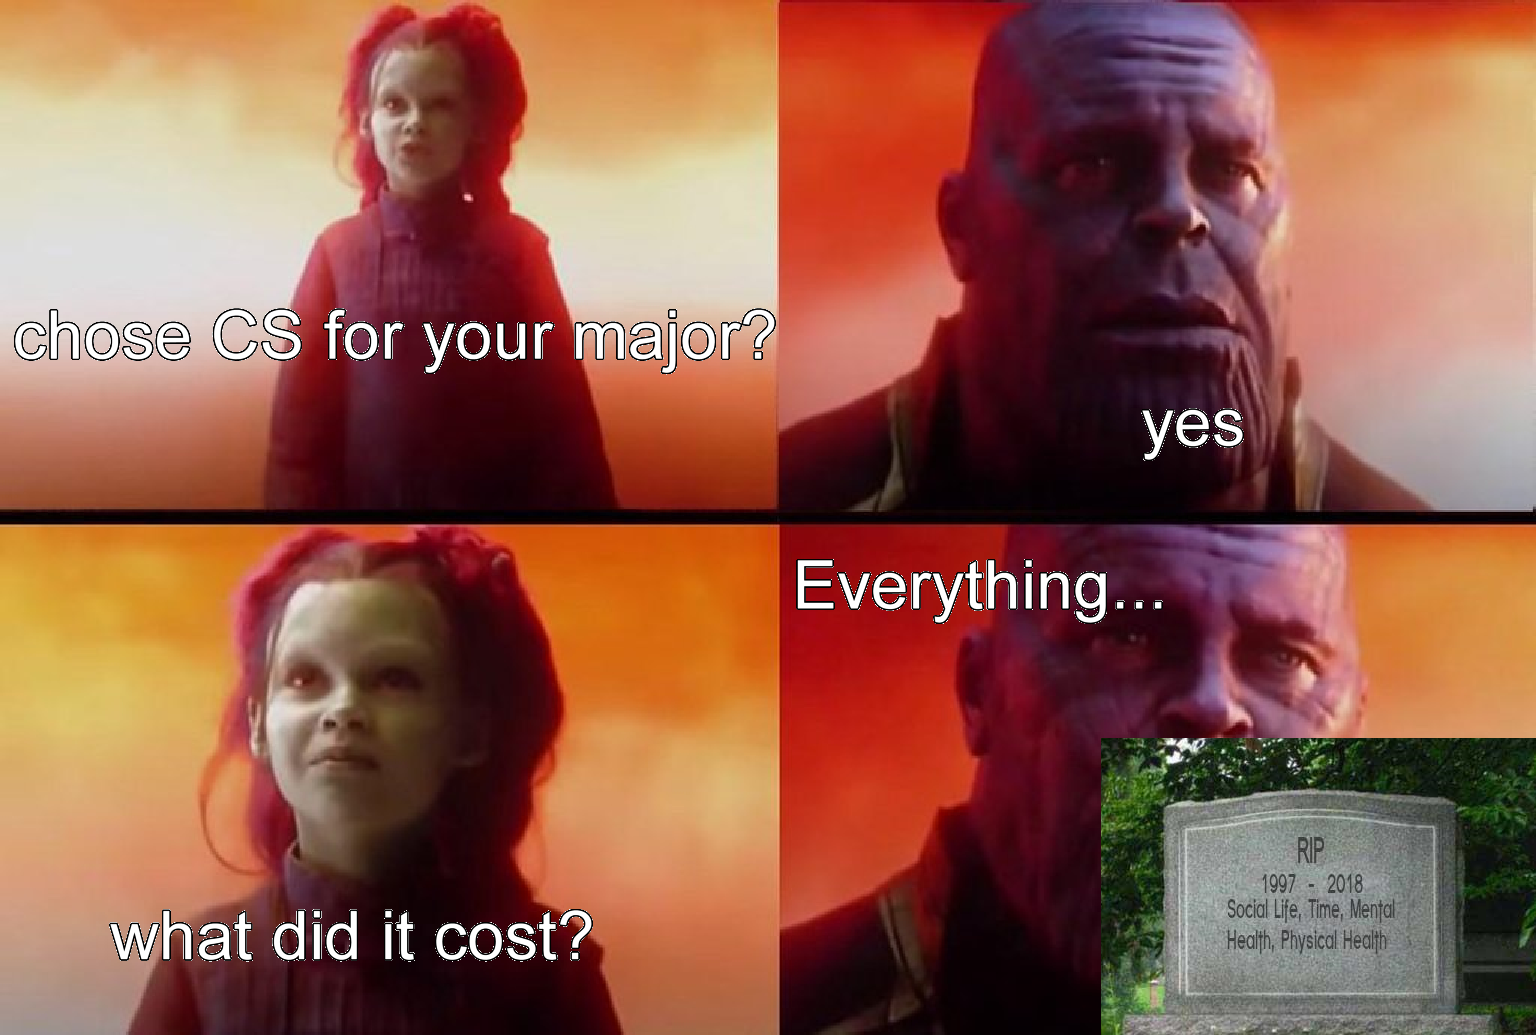 chose CS for your major?
yes
what did it cost?
Everything...
RIP
1997 - 2018
Social Life, Time, Mental
Health, Physical Health